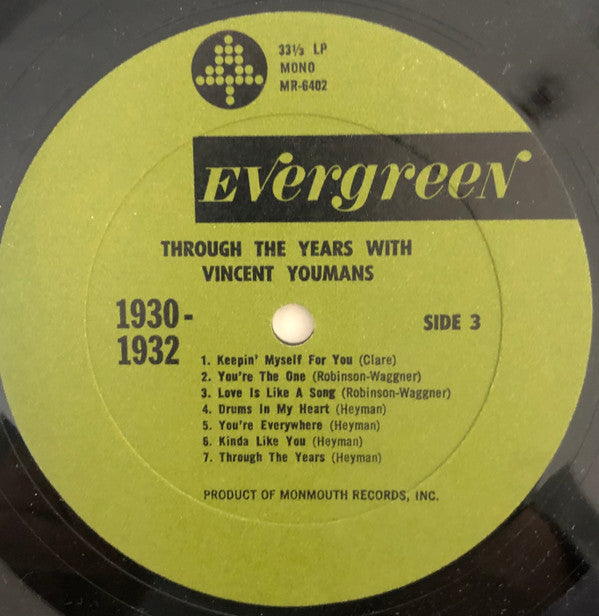 33⅓ LP
MONO
MR-6402
Evergreen
THROUGH THE YEARS WITH
VINCENT YOUMANS
1930-
1932
SIDE 3
1. Keepin' Myself For You (Clare)
2. You're The One (Robinson-Waggner)
3. Love Is Like A Song (Robinson-Waggner)
4. Drums In My Heart (Heyman)
5. You're Everywhere (Heyman)
6. Kinda Like You (Heyman)
7. Through The Years (Heyman)
PRODUCT OF MONMOUTH RECORDS, INC.